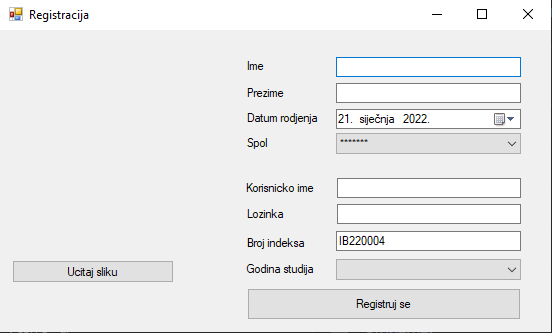 Registracija
Ime
Prezime
Datum rodjenja 21. siječnja 2022.
Spol *******
Korisnicko ime
Lozinka
Broj indeksa IB220004
Godina studija
Ucitaj sliku
Registruj se